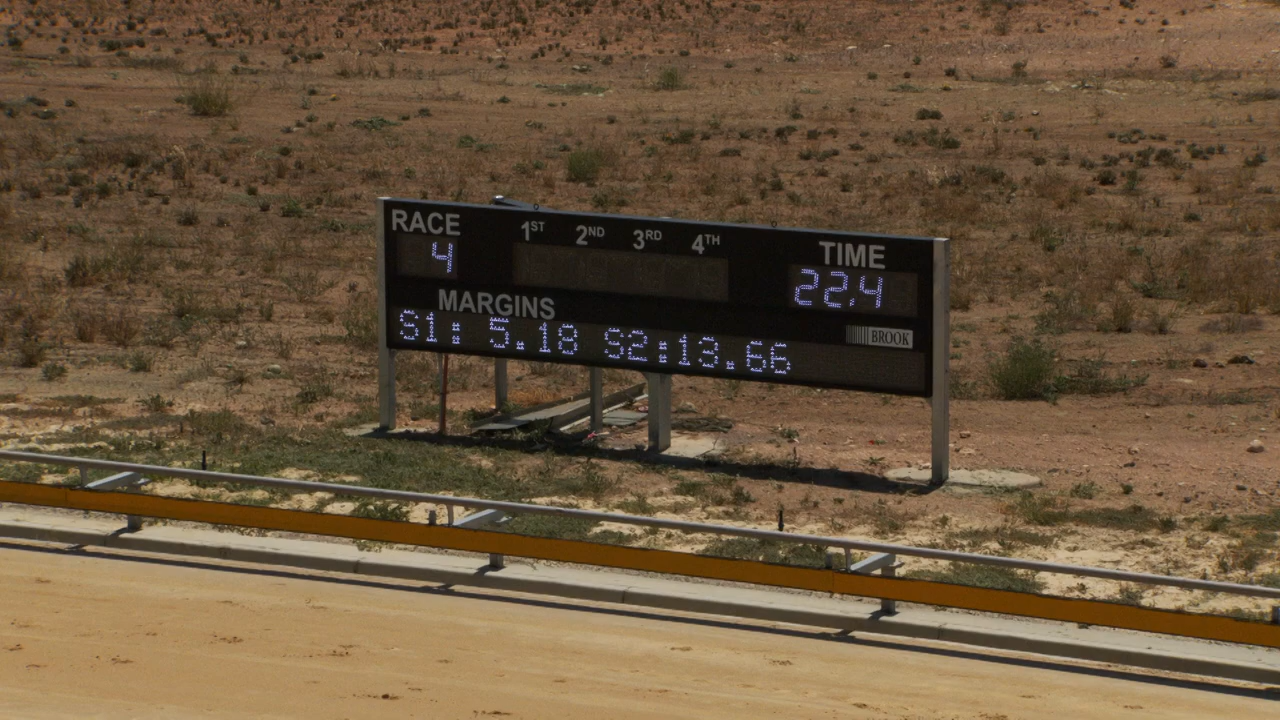 RACE 1ST 2ND 3RD 4TH TIME
4 22.4
MARGINS
S1: 5.18 S2:13.66
BROOK